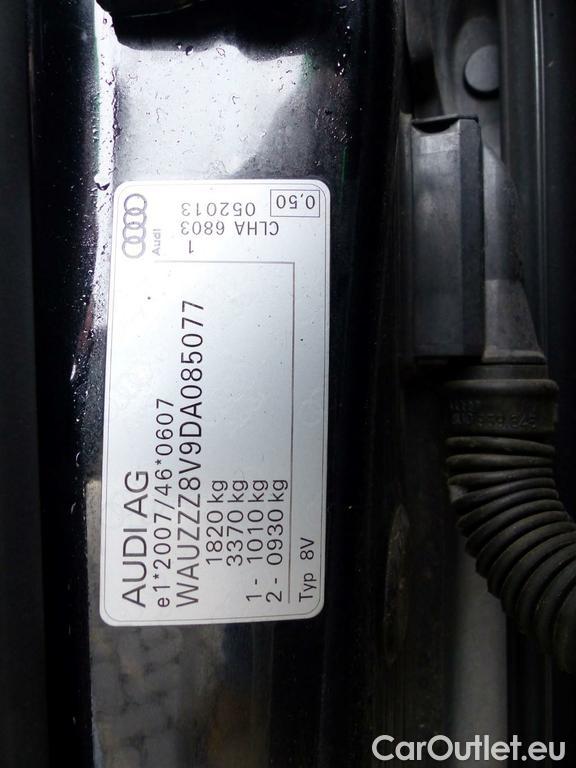 AUDI AG
e1*2007/46*0607
WAUZZZ8V9DA085077
1820 kg
3370 kg
1 - 1010 kg
2 - 0930 kg
Typ 8V
Audi
1
CLHA 6803
052013
0,50
CarOutlet.eu